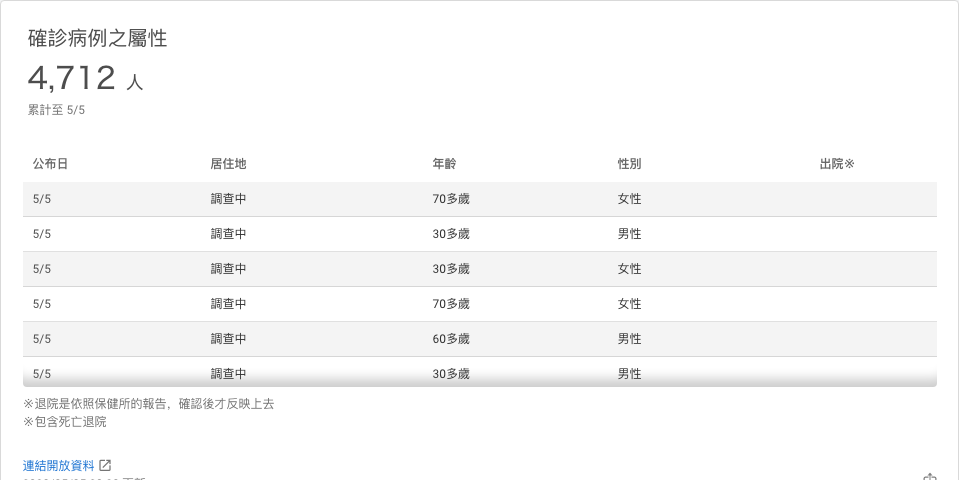 確診病例之屬性
4,712 人
累計至 5/5
公布日 居住地 年齡 性別 出院※
5/5 調查中 70多歲 女性
5/5 調查中 30多歲 男性
5/5 調查中 30多歲 女性
5/5 調查中 70多歲 女性
5/5 調查中 60多歲 男性
5/5 調查中 30多歲 男性
※退院是依照保健所的報告，確認後才反映上去
※包含死亡退院
連結開放資料